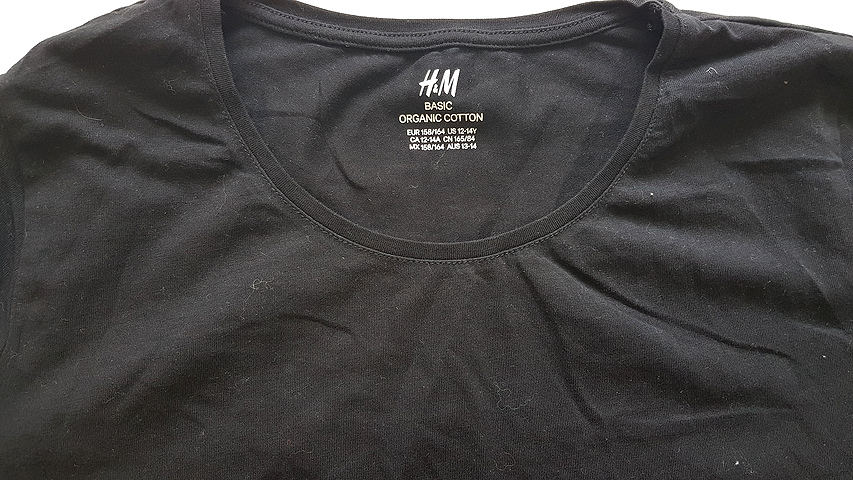 H&M
BASIC
ORGANIC COTTON
EUR 158/164 US 12-14Y
CA 12-14A CN 165/84
MX 158/164 AUS 13-14